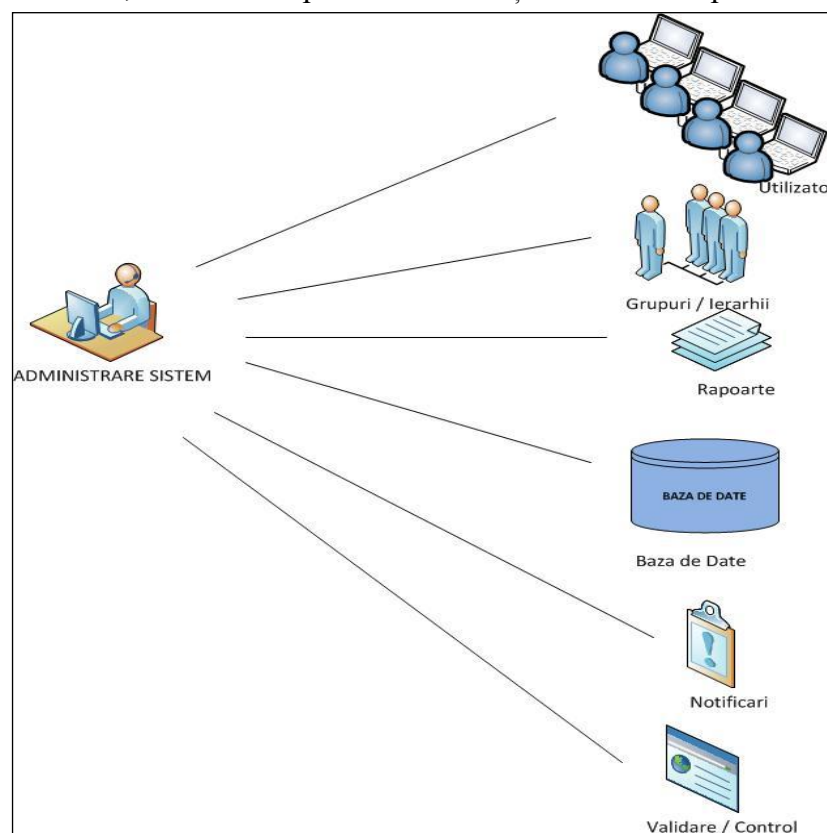 Utilizato
Grupuri / Ierarhii
Rapoarte
ADMINISTRARE SISTEM
BAZA DE DATE
Baza de Date
Notificari
Validare / Control